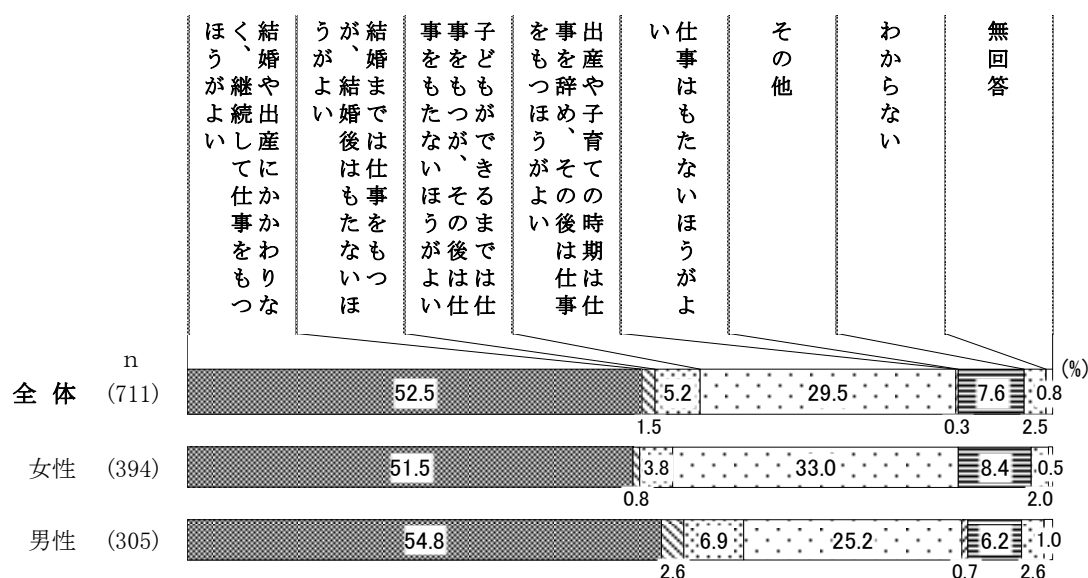 結婚や出産にかかわりな
く、継続して仕事をもつ
ほうがよい
結婚までは仕事をもつ
が、結婚後はもたないほ
うがよい
子どもができるまでは仕
事をもつが、その後は仕
事をもたないほうがよい
出産や子育ての時期は仕
事を辞め、その後は仕事
をもつほうがよい
仕事はもたないほうがよ
い
その他
わからない
無回答
n
(%)
全 体 (711) 52.5 5.2 29.5 7.6 0.8
1.5 0.3 2.5
女性 (394) 51.5 3.8 33.0 8.4 0.5
0.8 2.0
男性 (305) 54.8 6.9 25.2 6.2 1.0
2.6 0.7 2.6